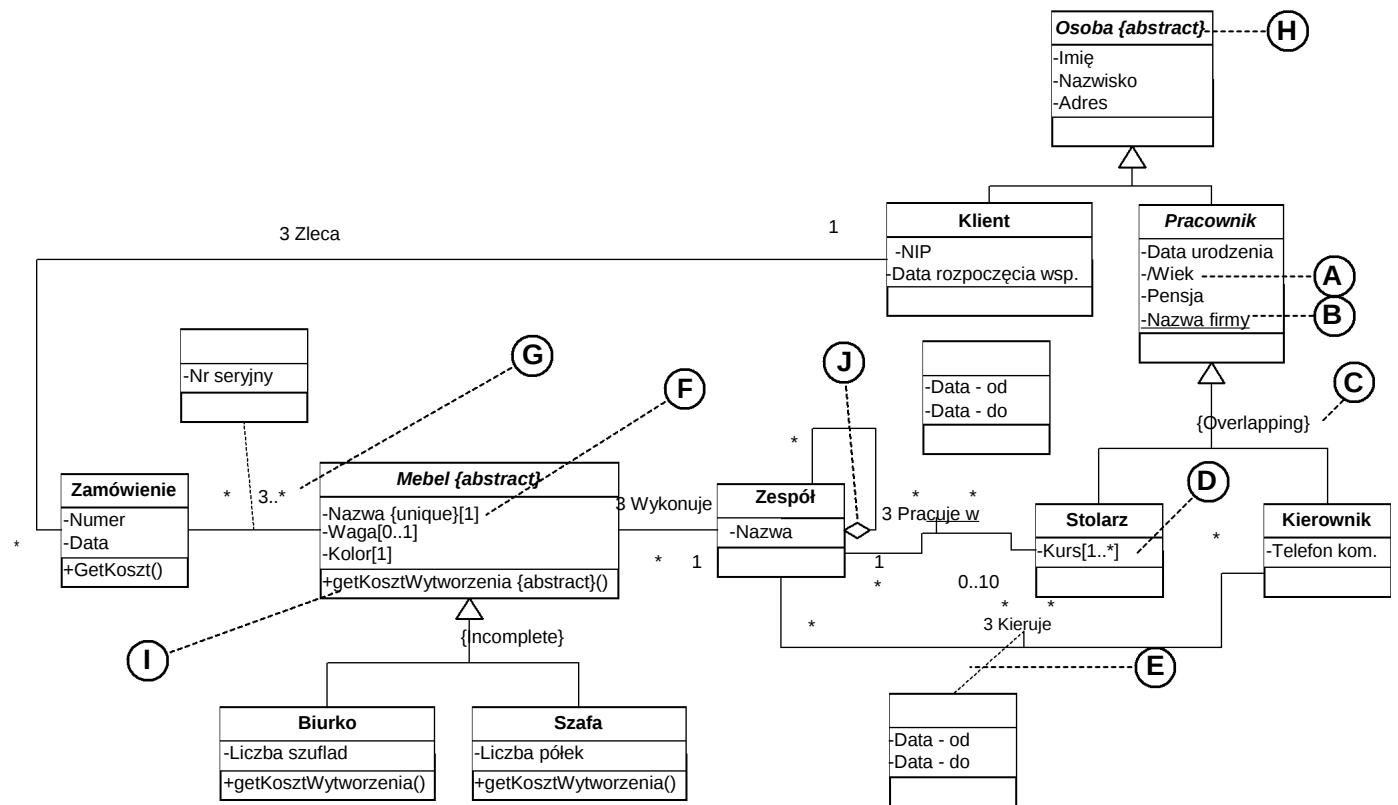 Osoba {abstract}
H
-Imię
-Nazwisko
-Adres
3 Zleca
1
Klient
-NIP
-Data rozpoczęcia wsp.
Pracownik
-Data urodzenia
-/Wiek
A
-Pensja
-Nazwa firmy
B
-Nr seryjny
G
F
J
-Data - od
-Data - do
C
{Overlapping}
*
Zamówienie
-Numer
-Data
+GetKoszt()
*
*
3..*
Mebel {abstract}
-Nazwa {unique}[1]
-Waga[0..1]
-Kolor[1]
+getKosztWytworzenia {abstract}()
3 Wykonuje
*
1
Zespół
-Nazwa
*
*
3 Pracuje w
1
*
0..10
D
Stolarz
-Kurs[1..*]
*
Kierownik
-Telefon kom.
*
*
*
3 Kieruje
{Incomplete}
I
E
Biurko
-Liczba szuflad
+getKosztWytworzenia()
Szafa
-Liczba półek
+getKosztWytworzenia()
-Data - od
-Data - do